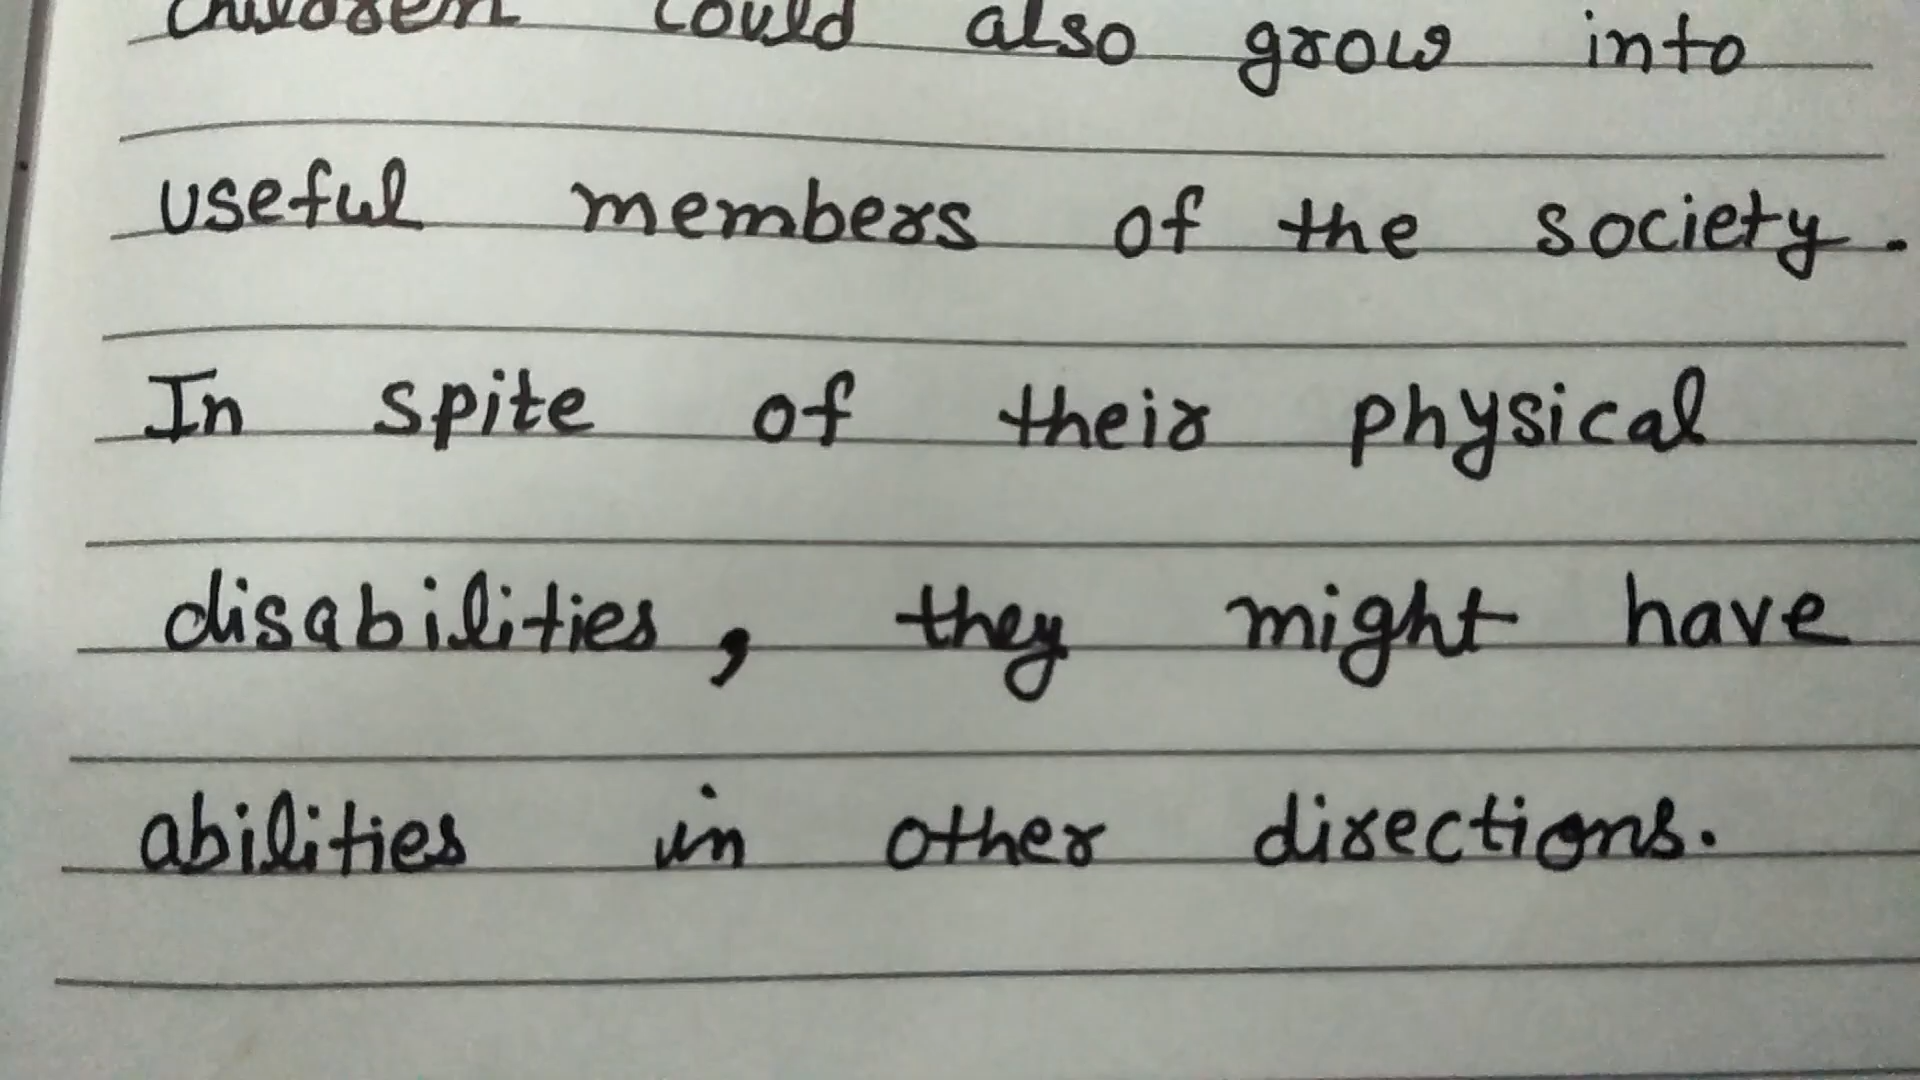 children could also grow into
useful members of the society.
In spite of their physical
disabilities, they might have
abilities in other directions.